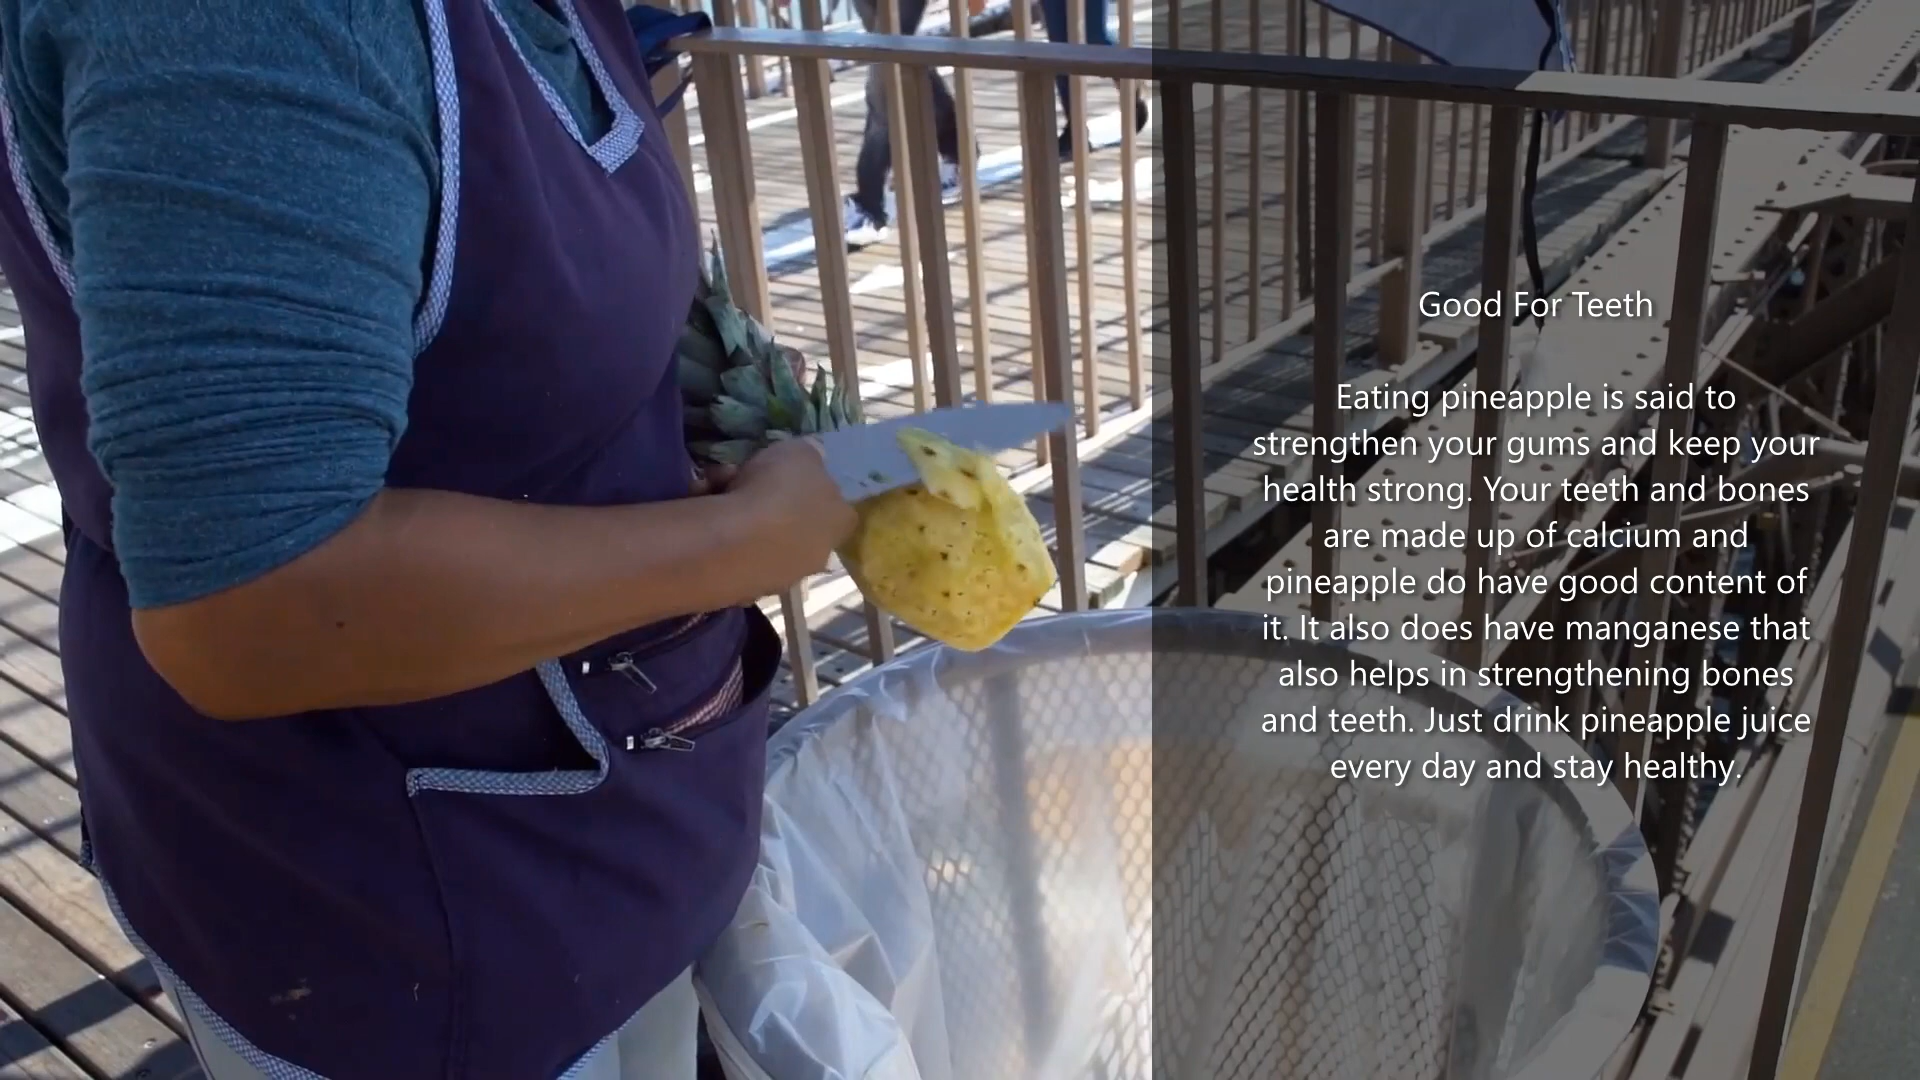 Good For Teeth
Eating pineapple is said to
strengthen your gums and keep your
health strong. Your teeth and bones
are made up of calcium and
pineapple do have good content of
it. It also does have manganese that
also helps in strengthening bones
and teeth. Just drink pineapple juice
every day and stay healthy.